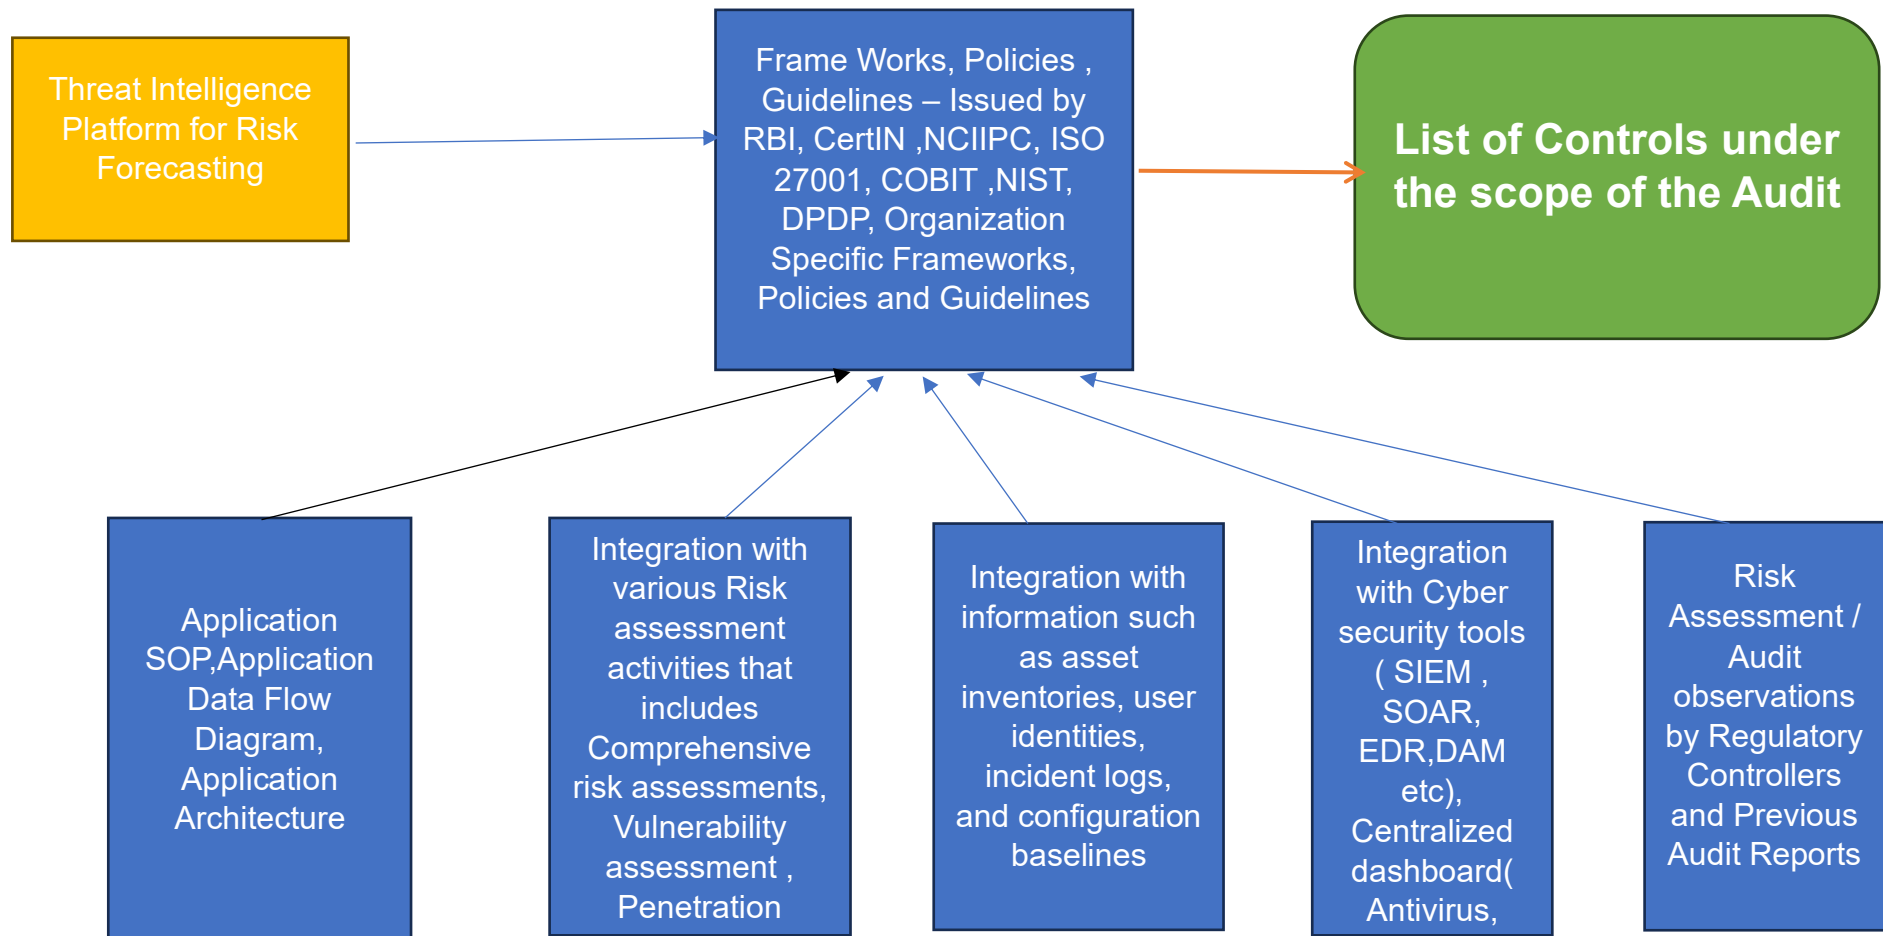 Threat Intelligence
Platform for Risk
Forecasting
Frame Works, Policies ,
Guidelines – Issued by
RBI, CertIN ,NCIIPC, ISO
27001, COBIT ,NIST,
DPDP, Organization
Specific Frameworks,
Policies and Guidelines
List of Controls under
the scope of the Audit
Application
SOP,Application
Data Flow
Diagram,
Application
Architecture
Integration with
various Risk
assessment
activities that
includes
Comprehensive
risk assessments,
Vulnerability
assessment ,
Penetration
Integration with
information such
as asset
inventories, user
identities,
incident logs,
and configuration
baselines
Integration
with Cyber
security tools
( SIEM ,
SOAR,
EDR,DAM
etc),
Centralized
dashboard(
Antivirus,
Risk
Assessment /
Audit
observations
by Regulatory
Controllers
and Previous
Audit Reports